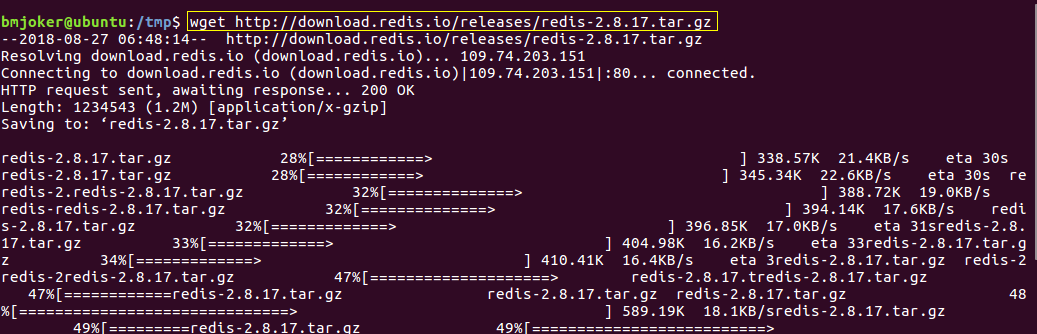 bmjoker@ubuntu:/tmp$ wget http://download.redis.io/releases/redis-2.8.17.tar.gz
--2018-08-27 06:48:14--  http://download.redis.io/releases/redis-2.8.17.tar.gz
Resolving download.redis.io (download.redis.io)... 109.74.203.151
Connecting to download.redis.io (download.redis.io)|109.74.203.151|:80... connected.
HTTP request sent, awaiting response... 200 OK
Length: 1234543 (1.2M) [application/x-gzip]
Saving to: ‘redis-2.8.17.tar.gz’

redis-2.8.17.tar.gz            28%[============>                                  ] 338.57K  21.4KB/s    eta 30s
redis-2.8.17.tar.gz           28%[============>                                  ] 345.34K  22.6KB/s    eta 30s  re
redis-2.redis-2.8.17.tar.gz            32%[==============>                                 ] 388.72K  19.0KB/s
redis-redis-2.8.17.tar.gz            32%[==============>                                ] 394.14K  17.6KB/s    redi
s-2.8.17.tar.gz           32%[=============>                              ] 396.85K  17.0KB/s    eta 31sredis-2.8.
17.tar.gz       33%[=============>                               ] 404.98K  16.2KB/s    eta 33redis-2.8.17.tar.g
z          34%[=============>                              ] 410.41K  16.4KB/s    eta 3redis-2.8.17.tar.gz  redis-2
redis-2redis-2.8.17.tar.gz           47%[====================>         redis-2.8.17.tredis-2.8.17.tar.gz
   47%[============redis-2.8.17.tar.gz                redis-2.8.17.tar.gz  redis-2.8.17.tar.gz                  48
%[==============================>                                  ] 589.19K  18.1KB/sredis-2.8.17.tar.gz
        49%[=========redis-2.8.17.tar.gz               49%[==========================>